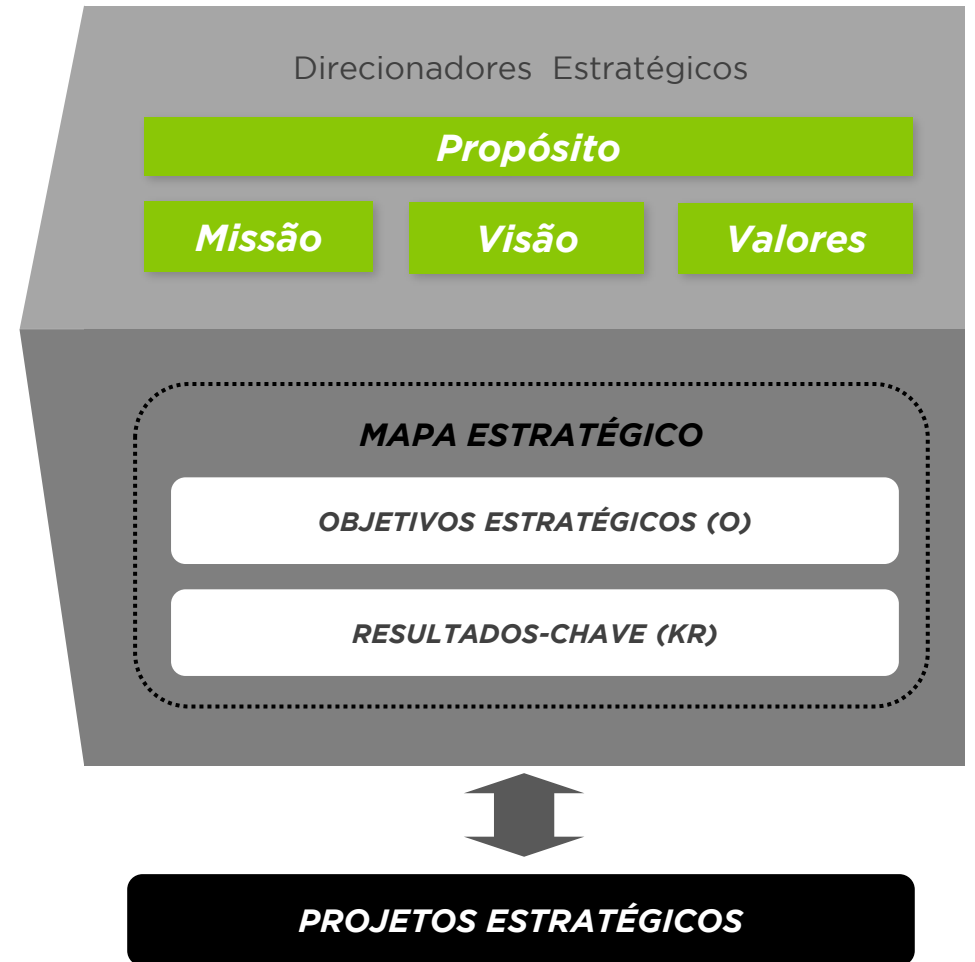 Direcionadores Estratégicos
Propósito
Missão Visão Valores
MAPA ESTRATÉGICO
OBJETIVOS ESTRATÉGICOS (O)
RESULTADOS-CHAVE (KR)
PROJETOS ESTRATÉGICOS